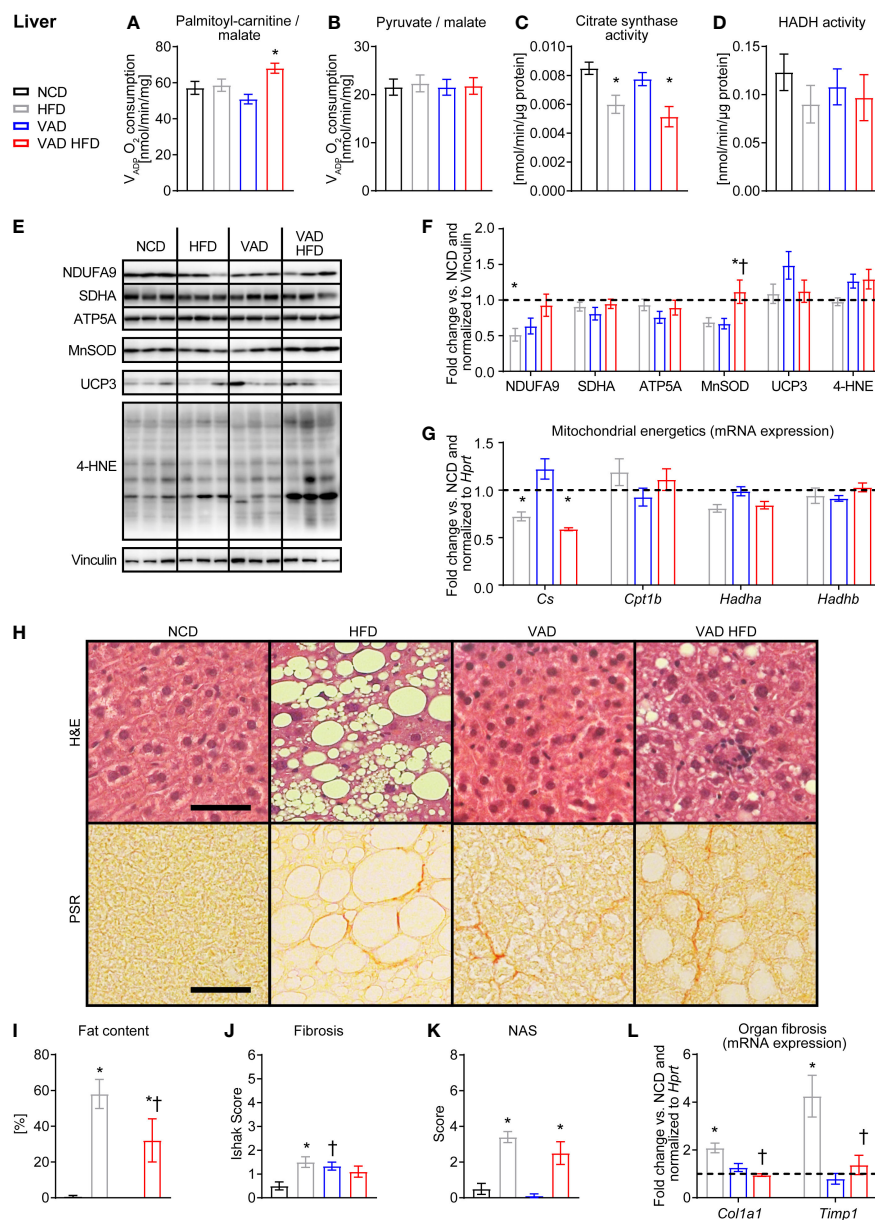 Liver
NCD
HFD
VAD
VAD HFD
A
Palmitoyl-carnitine /
malate
VADP O2 consumption
[nmol/min/mg]
80
60
40
20
0
*
B
Pyruvate / malate
VADP O2 consumption
[nmol/min/mg]
30
20
10
0
C
Citrate synthase
activity
[nmol/min/µg protein]
0.010
0.008
0.006
0.004
0.002
0.000
* *
D
HADH activity
[nmol/min/µg protein]
0.15
0.10
0.05
0.00
E
NCD HFD VAD VAD
HFD
NDUFA9
SDHA
ATP5A
MnSOD
UCP3
4-HNE
Vinculin
F
Fold change vs. NCD and
normalized to Vinculin
2.0
1.5
1.0
0.5
0.0
* *†
NDUFA9 SDHA ATP5A MnSOD UCP3 4-HNE
G
Mitochondrial energetics (mRNA expression)
Fold change vs. NCD and
normalized to Hprt
1.5
1.0
0.5
0.0
* *
Cs Cpt1b Hadha Hadhb
H
NCD HFD VAD VAD HFD
H&E
PSR
I
Fat content
[%]
80
60
40
20
0
* *†
J
Fibrosis
Ishak Score
6
5
4
3
2
1
0
* †
K
NAS
Score
8
6
4
2
0
* *
L
Organ fibrosis
(mRNA expression)
Fold change vs. NCD and
normalized to Hprt
6
4
2
0
* † * †
Col1a1 Timp1